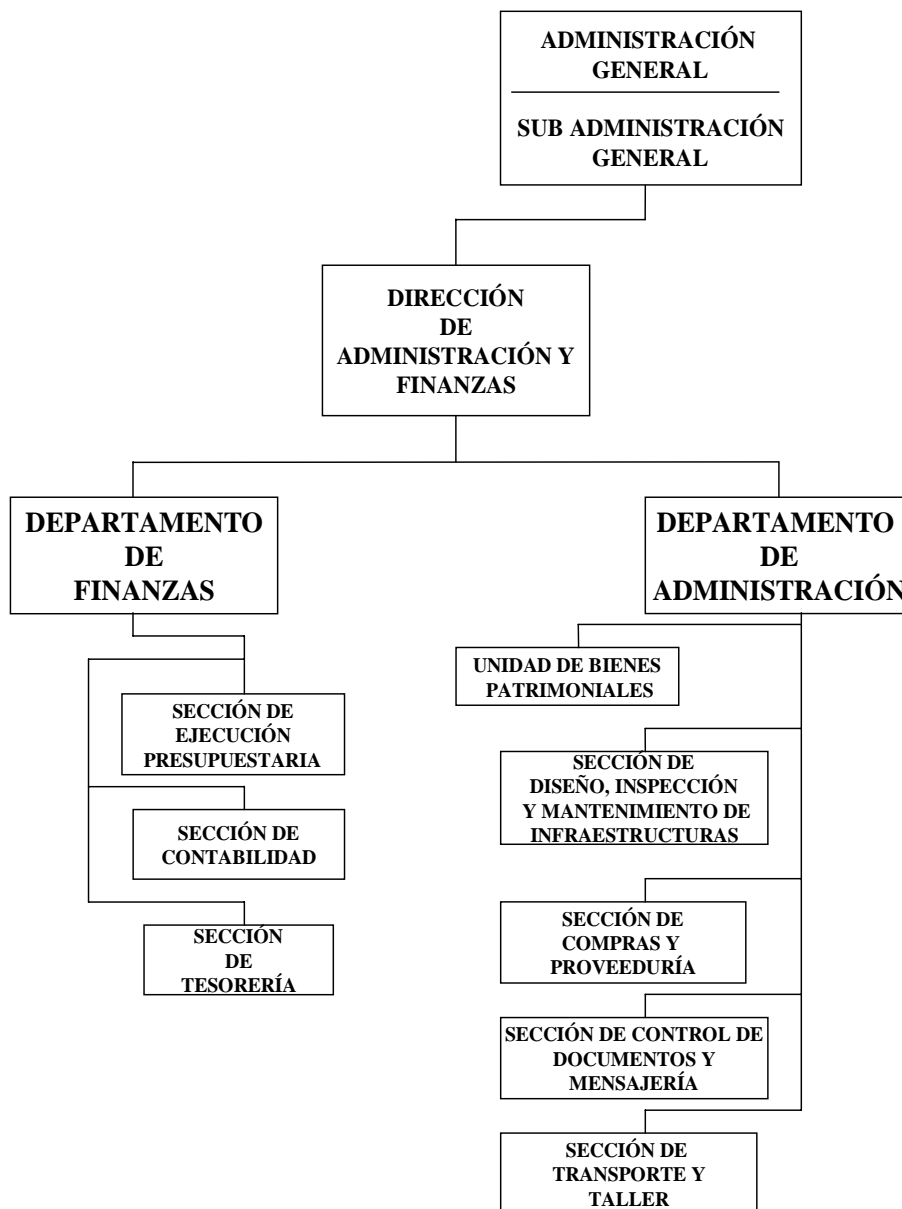 ADMINISTRACIÓN
GENERAL
SUB ADMINISTRACIÓN
GENERAL
DIRECCIÓN
DE
ADMINISTRACIÓN Y
FINANZAS
DEPARTAMENTO
DE
FINANZAS
SECCIÓN DE
EJECUCIÓN
PRESUPUESTARIA
SECCIÓN DE
CONTABILIDAD
SECCIÓN
DE
TESORERÍA
DEPARTAMENTO
DE
ADMINISTRACIÓN
UNIDAD DE BIENES
PATRIMONIALES
SECCIÓN DE
DISEÑO, INSPECCIÓN
Y MANTENIMIENTO DE
INFRAESTRUCTURAS
SECCIÓN DE
COMPRAS Y
PROVEEDURÍA
SECCIÓN DE CONTROL DE
DOCUMENTOS Y
MENSAJERÍA
SECCIÓN DE
TRANSPORTE Y
TALLER